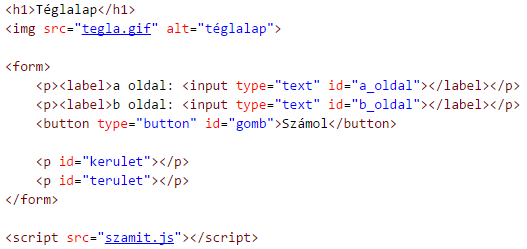 <h1>Téglalap</h1>
<img src="tegla.gif" alt="téglalap">
<form>
<p><label>a oldal: <input type="text" id="a_oldal"></label></p>
<p><label>b oldal: <input type="text" id="b_oldal"></label></p>
<button type="button" id="gomb">Számol</button>
<p id="kerulet"></p>
<p id="terulet"></p>
</form>
<script src="szamit.js"></script>